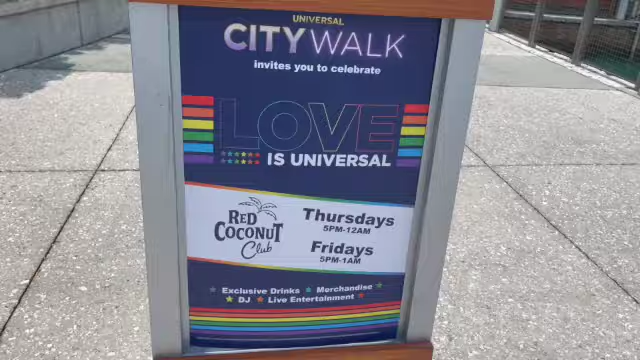 UNIVERSAL
CITYWALK
invites you to celebrate
LOVE
IS UNIVERSAL
RED
COCONUT
Club
Thursdays
5PM-12AM
Fridays
5PM-1AM
Exclusive Drinks ★ Merchandise
DJ ★ Live Entertainment